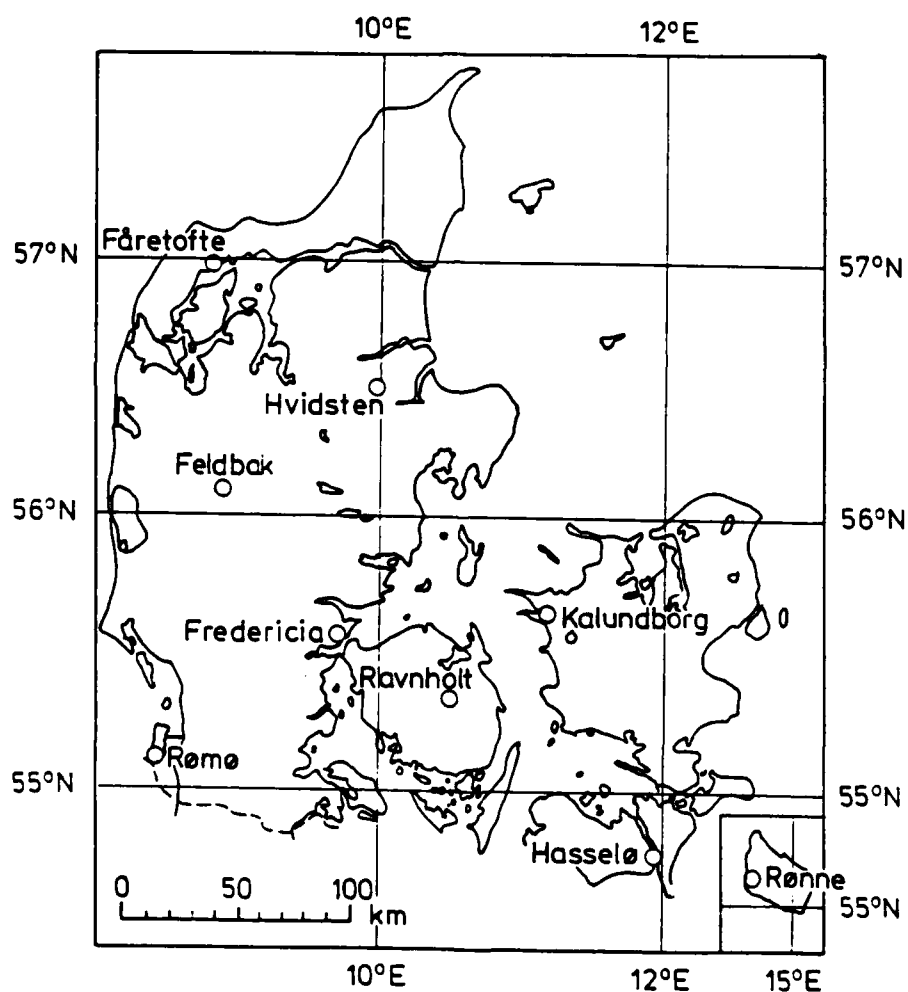 10°E 12°E
Fåretofte
57°N 57°N
Hvidsten
Feldbak
56°N 56°N
Kalundborg
Fredericia
Ravnholt
Rømø
55°N 55°N
Hasselø
Rønne
0 50 100
km
55°N
10°E 12°E 15°E